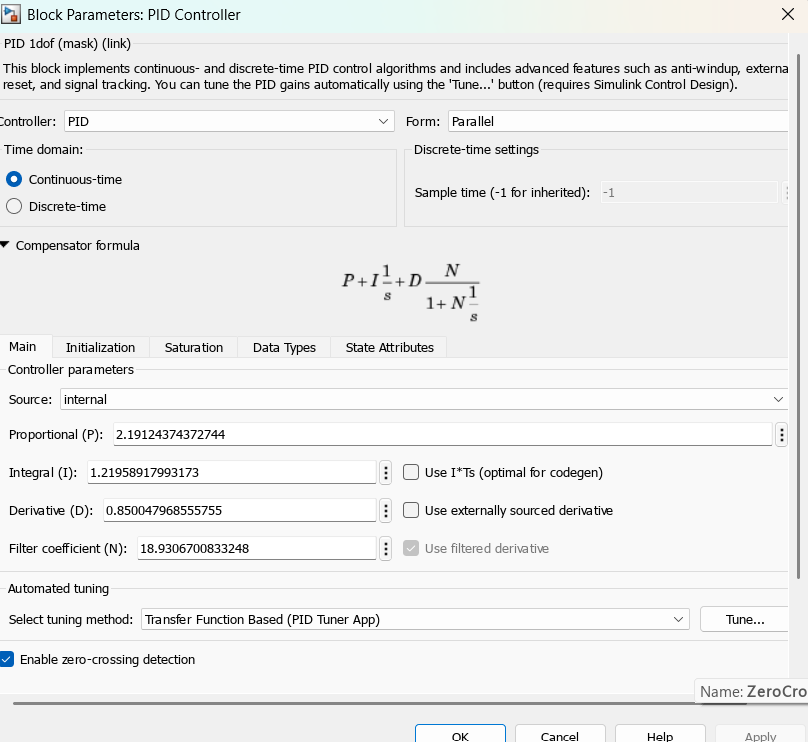 Block Parameters: PID Controller
PID 1dof (mask) (link)
This block implements continuous- and discrete-time PID control algorithms and includes advanced features such as anti-windup, externa
reset, and signal tracking. You can tune the PID gains automatically using the 'Tune...' button (requires Simulink Control Design).
Controller: PID Form: Parallel
Time domain: Discrete-time settings
Continuous-time
Sample time (-1 for inherited): -1
Discrete-time
Compensator formula
P + I 1/s + D N/(1 + N 1/s)
Main Initialization Saturation Data Types State Attributes
Controller parameters
Source: internal
Proportional (P): 2.19124374372744
Integral (I): 1.21958917993173 Use I*Ts (optimal for codegen)
Derivative (D): 0.850047968555755 Use externally sourced derivative
Filter coefficient (N): 18.9306700833248 Use filtered derivative
Automated tuning
Select tuning method: Transfer Function Based (PID Tuner App) Tune...
Enable zero-crossing detection
Name: ZeroCro
OK Cancel Help Apply